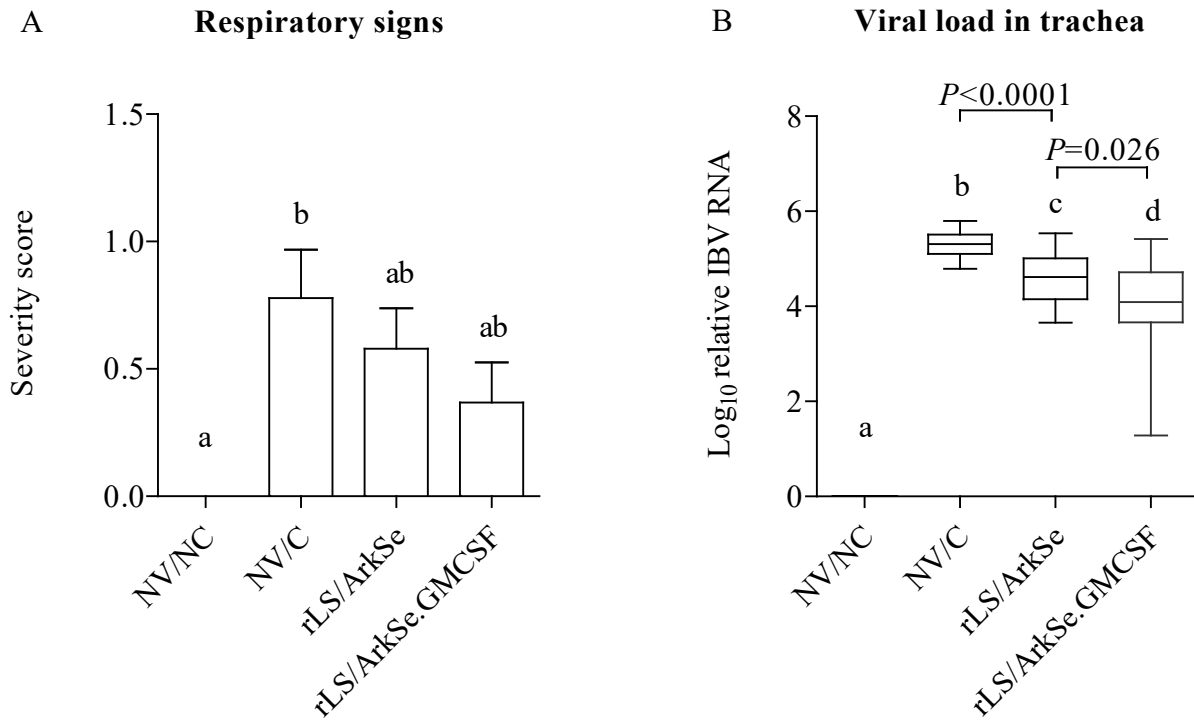 A
Respiratory signs
Severity score
1.5
1.0
0.5
0.0
a
b
ab
ab
NV/NC
NV/C
rLS/ArkSe
rLS/ArkSe.GMCSF
B
Viral load in trachea
Log10 relative IBV RNA
8
6
4
2
0
P<0.0001
P=0.026
a
b
c
d
NV/NC
NV/C
rLS/ArkSe
rLS/ArkSe.GMCSF